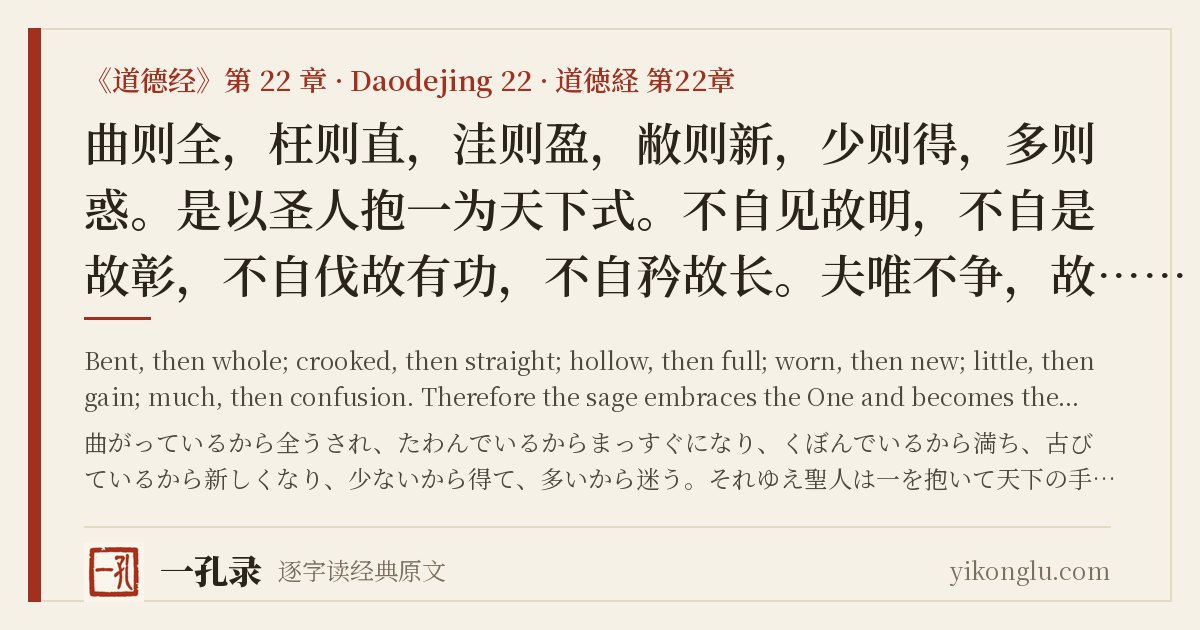 《道德经》第 22 章 · Daodejing 22 · 道徳経 第22章
曲则全，枉则直，洼则盈，敝则新，少则得，多则
惑。是以圣人抱一为天下式。不自见故明，不自是
故彰，不自伐故有功，不自矜故长。夫唯不争，故……
Bent, then whole; crooked, then straight; hollow, then full; worn, then new; little, then
gain; much, then confusion. Therefore the sage embraces the One and becomes the...
曲がっているから全うされ、たわんでいるからまっすぐになり、くぼんでいるから満ち、古び
ているから新しくなり、少ないから得て、多いから迷う。それゆえ聖人は一を抱いて天下の手…
一孔
一孔录 逐字读经典原文
yikonglu.com